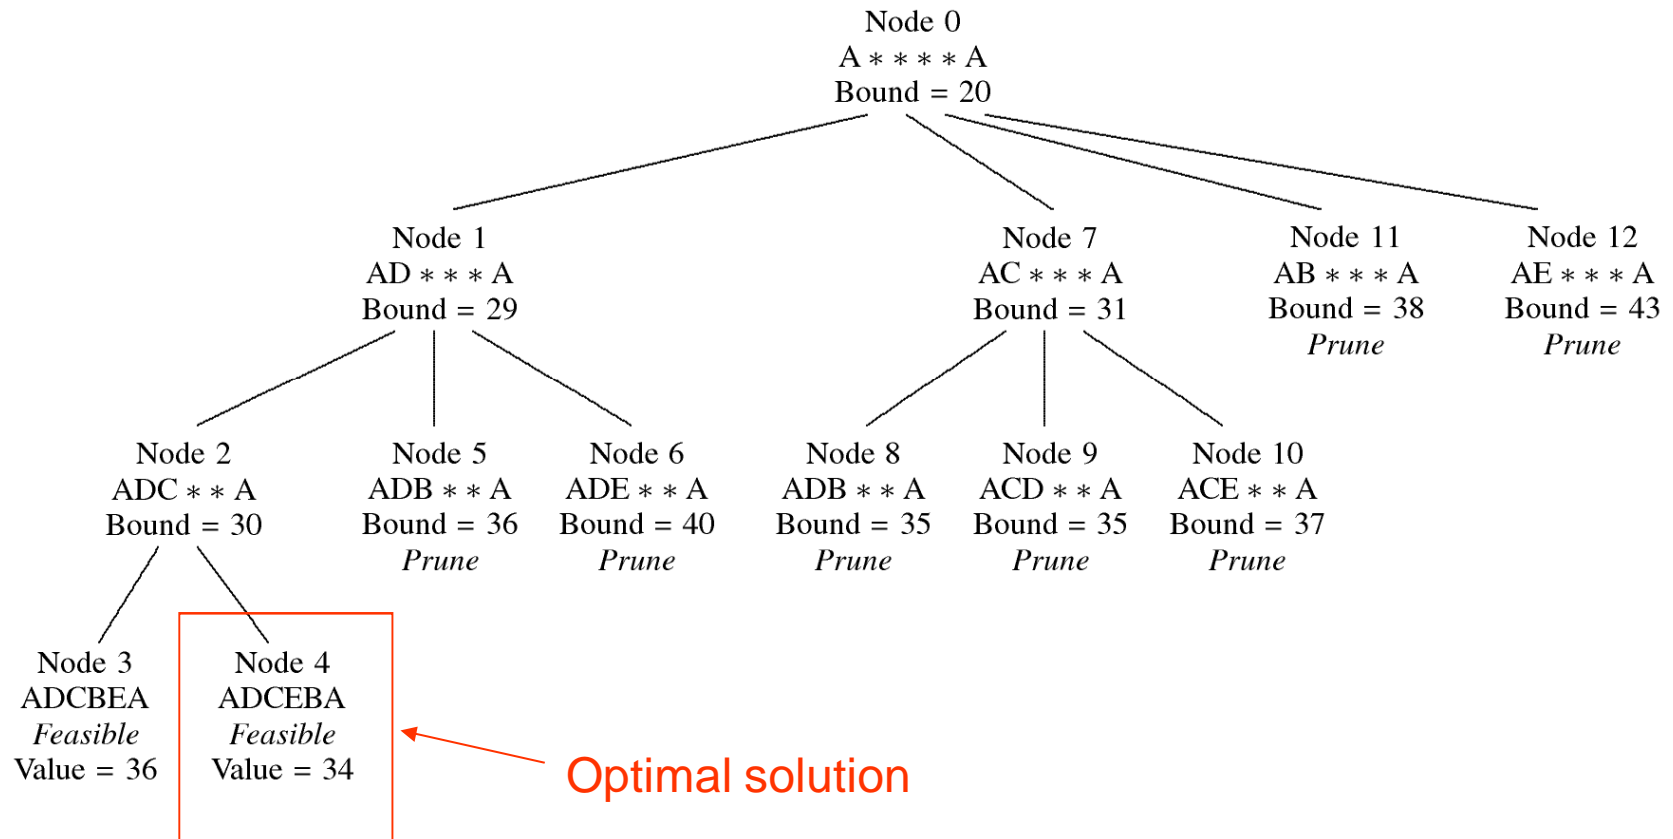 Node 0
A ∗ ∗ ∗ ∗ A
Bound = 20
Node 1
AD ∗ ∗ ∗ A
Bound = 29
Node 7
AC ∗ ∗ ∗ A
Bound = 31
Node 11
AB ∗ ∗ ∗ A
Bound = 38
Prune
Node 12
AE ∗ ∗ ∗ A
Bound = 43
Prune
Node 2
ADC ∗ ∗ A
Bound = 30
Node 5
ADB ∗ ∗ A
Bound = 36
Prune
Node 6
ADE ∗ ∗ A
Bound = 40
Prune
Node 8
ADB ∗ ∗ A
Bound = 35
Prune
Node 9
ACD ∗ ∗ A
Bound = 35
Prune
Node 10
ACE ∗ ∗ A
Bound = 37
Prune
Node 3
ADCBEA
Feasible
Value = 36
Node 4
ADCEBA
Feasible
Value = 34
Optimal solution